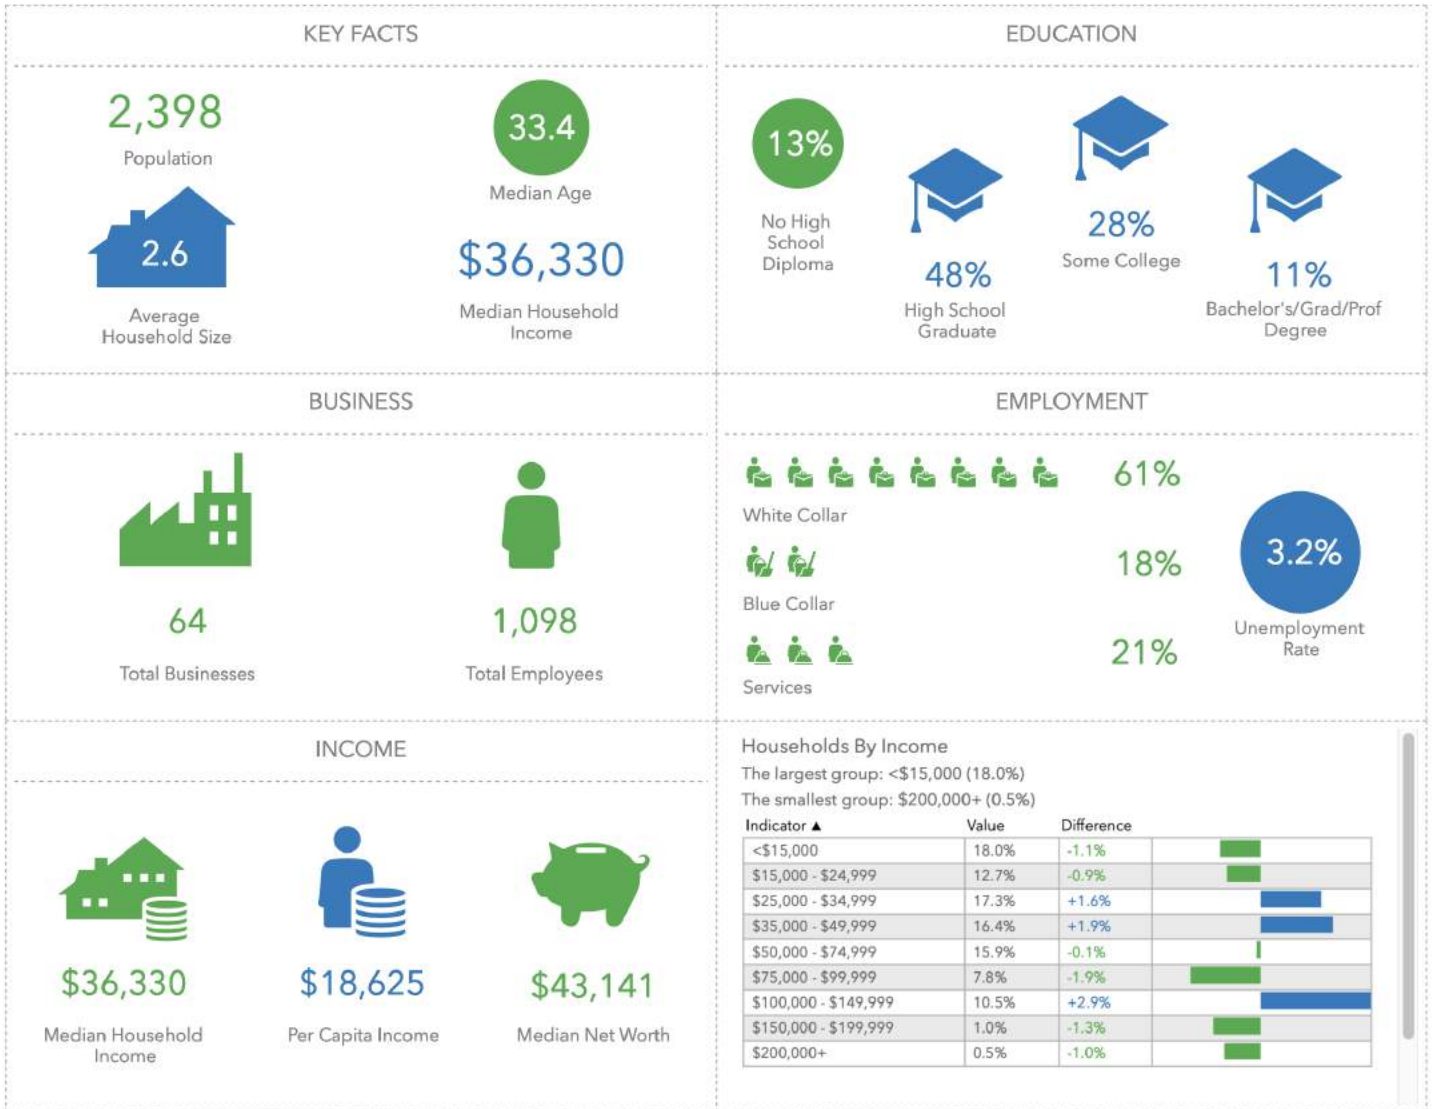 KEY FACTS
2,398
Population
33.4
Median Age
2.6
Average
Household Size
$36,330
Median Household
Income
EDUCATION
13%
No High
School
Diploma
48%
High School
Graduate
28%
Some College
11%
Bachelor's/Grad/Prof
Degree
BUSINESS
64
Total Businesses
1,098
Total Employees
EMPLOYMENT
61%
White Collar
18%
Blue Collar
21%
Services
3.2%
Unemployment
Rate
INCOME
$36,330
Median Household
Income
$18,625
Per Capita Income
$43,141
Median Net Worth
Households By Income
The largest group: <$15,000 (18.0%)
The smallest group: $200,000+ (0.5%)
Indicator ▲ Value Difference
<$15,000 18.0% -1.1%
$15,000 - $24,999 12.7% -0.9%
$25,000 - $34,999 17.3% +1.6%
$35,000 - $49,999 16.4% +1.9%
$50,000 - $74,999 15.9% -0.1%
$75,000 - $99,999 7.8% -1.9%
$100,000 - $149,999 10.5% +2.9%
$150,000 - $199,999 1.0% -1.3%
$200,000+ 0.5% -1.0%